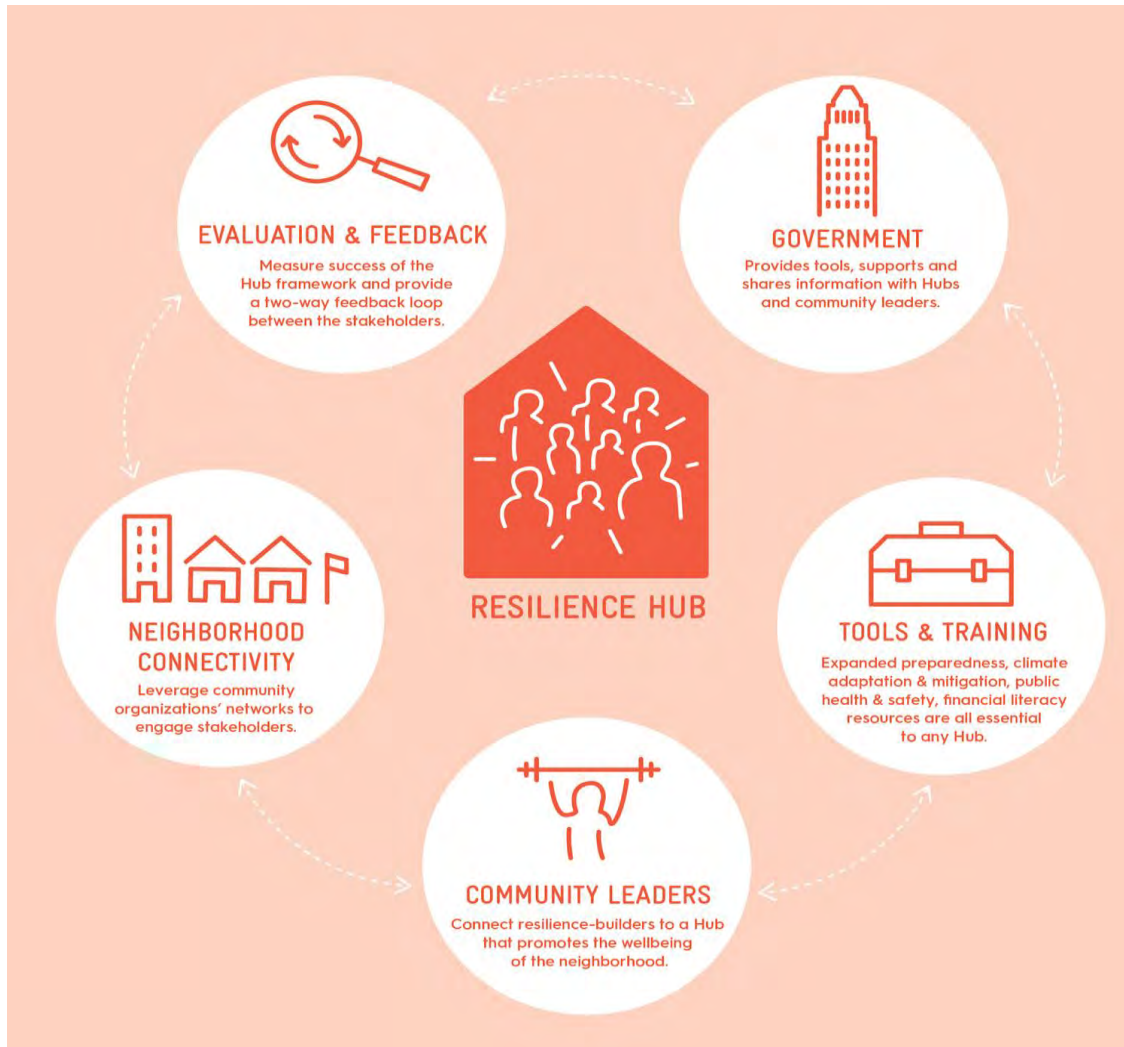 EVALUATION & FEEDBACK
Measure success of the
Hub framework and provide
a two-way feedback loop
between the stakeholders.
GOVERNMENT
Provides tools, supports and
shares information with Hubs
and community leaders.
RESILIENCE HUB
NEIGHBORHOOD
CONNECTIVITY
Leverage community
organizations' networks to
engage stakeholders.
TOOLS & TRAINING
Expanded preparedness, climate
adaptation & mitigation, public
health & safety, financial literacy
resources are all essential
to any Hub.
COMMUNITY LEADERS
Connect resilience-builders to a Hub
that promotes the wellbeing
of the neighborhood.